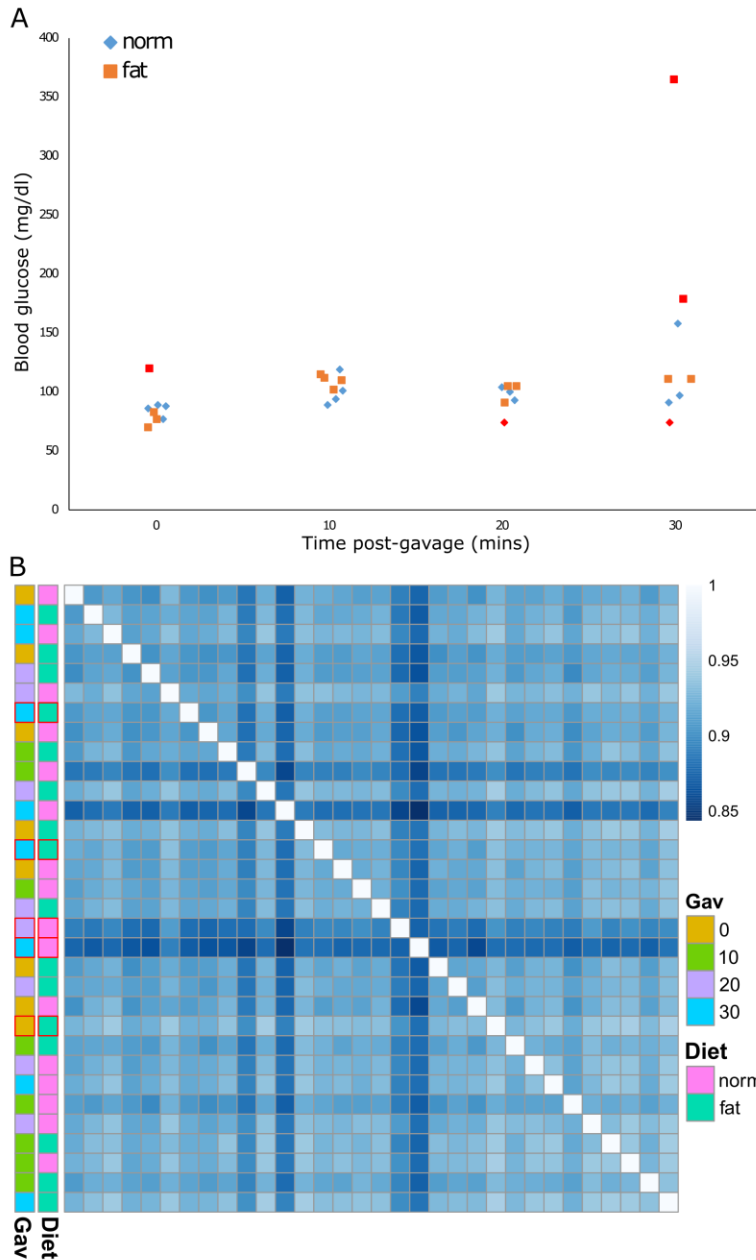 A
norm
fat
400
350
300
250
200
150
100
50
0
Blood glucose (mg/dl)
0 10 20 30
Time post-gavage (mins)
B
1
0.95
0.9
0.85
Gav
0
10
20
30
Diet
norm
fat
Gav Diet